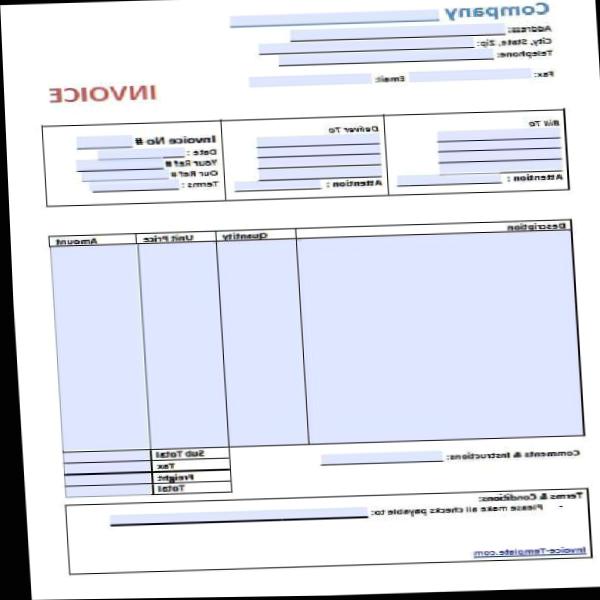 Company
Address:
City, State, Zip:
Telephone:
Fax: Email:
INVOICE
Bill To
Attention :
Deliver To
Attention :
Invoice No #
Date :
Your Ref #
Our Ref #
Terms :
Description Quantity Unit Price Amount
Sub Total
Tax
Freight
Total
Comments & Instructions:
Terms & Conditions:
- Please make all checks payable to:
Invoice-Template.com